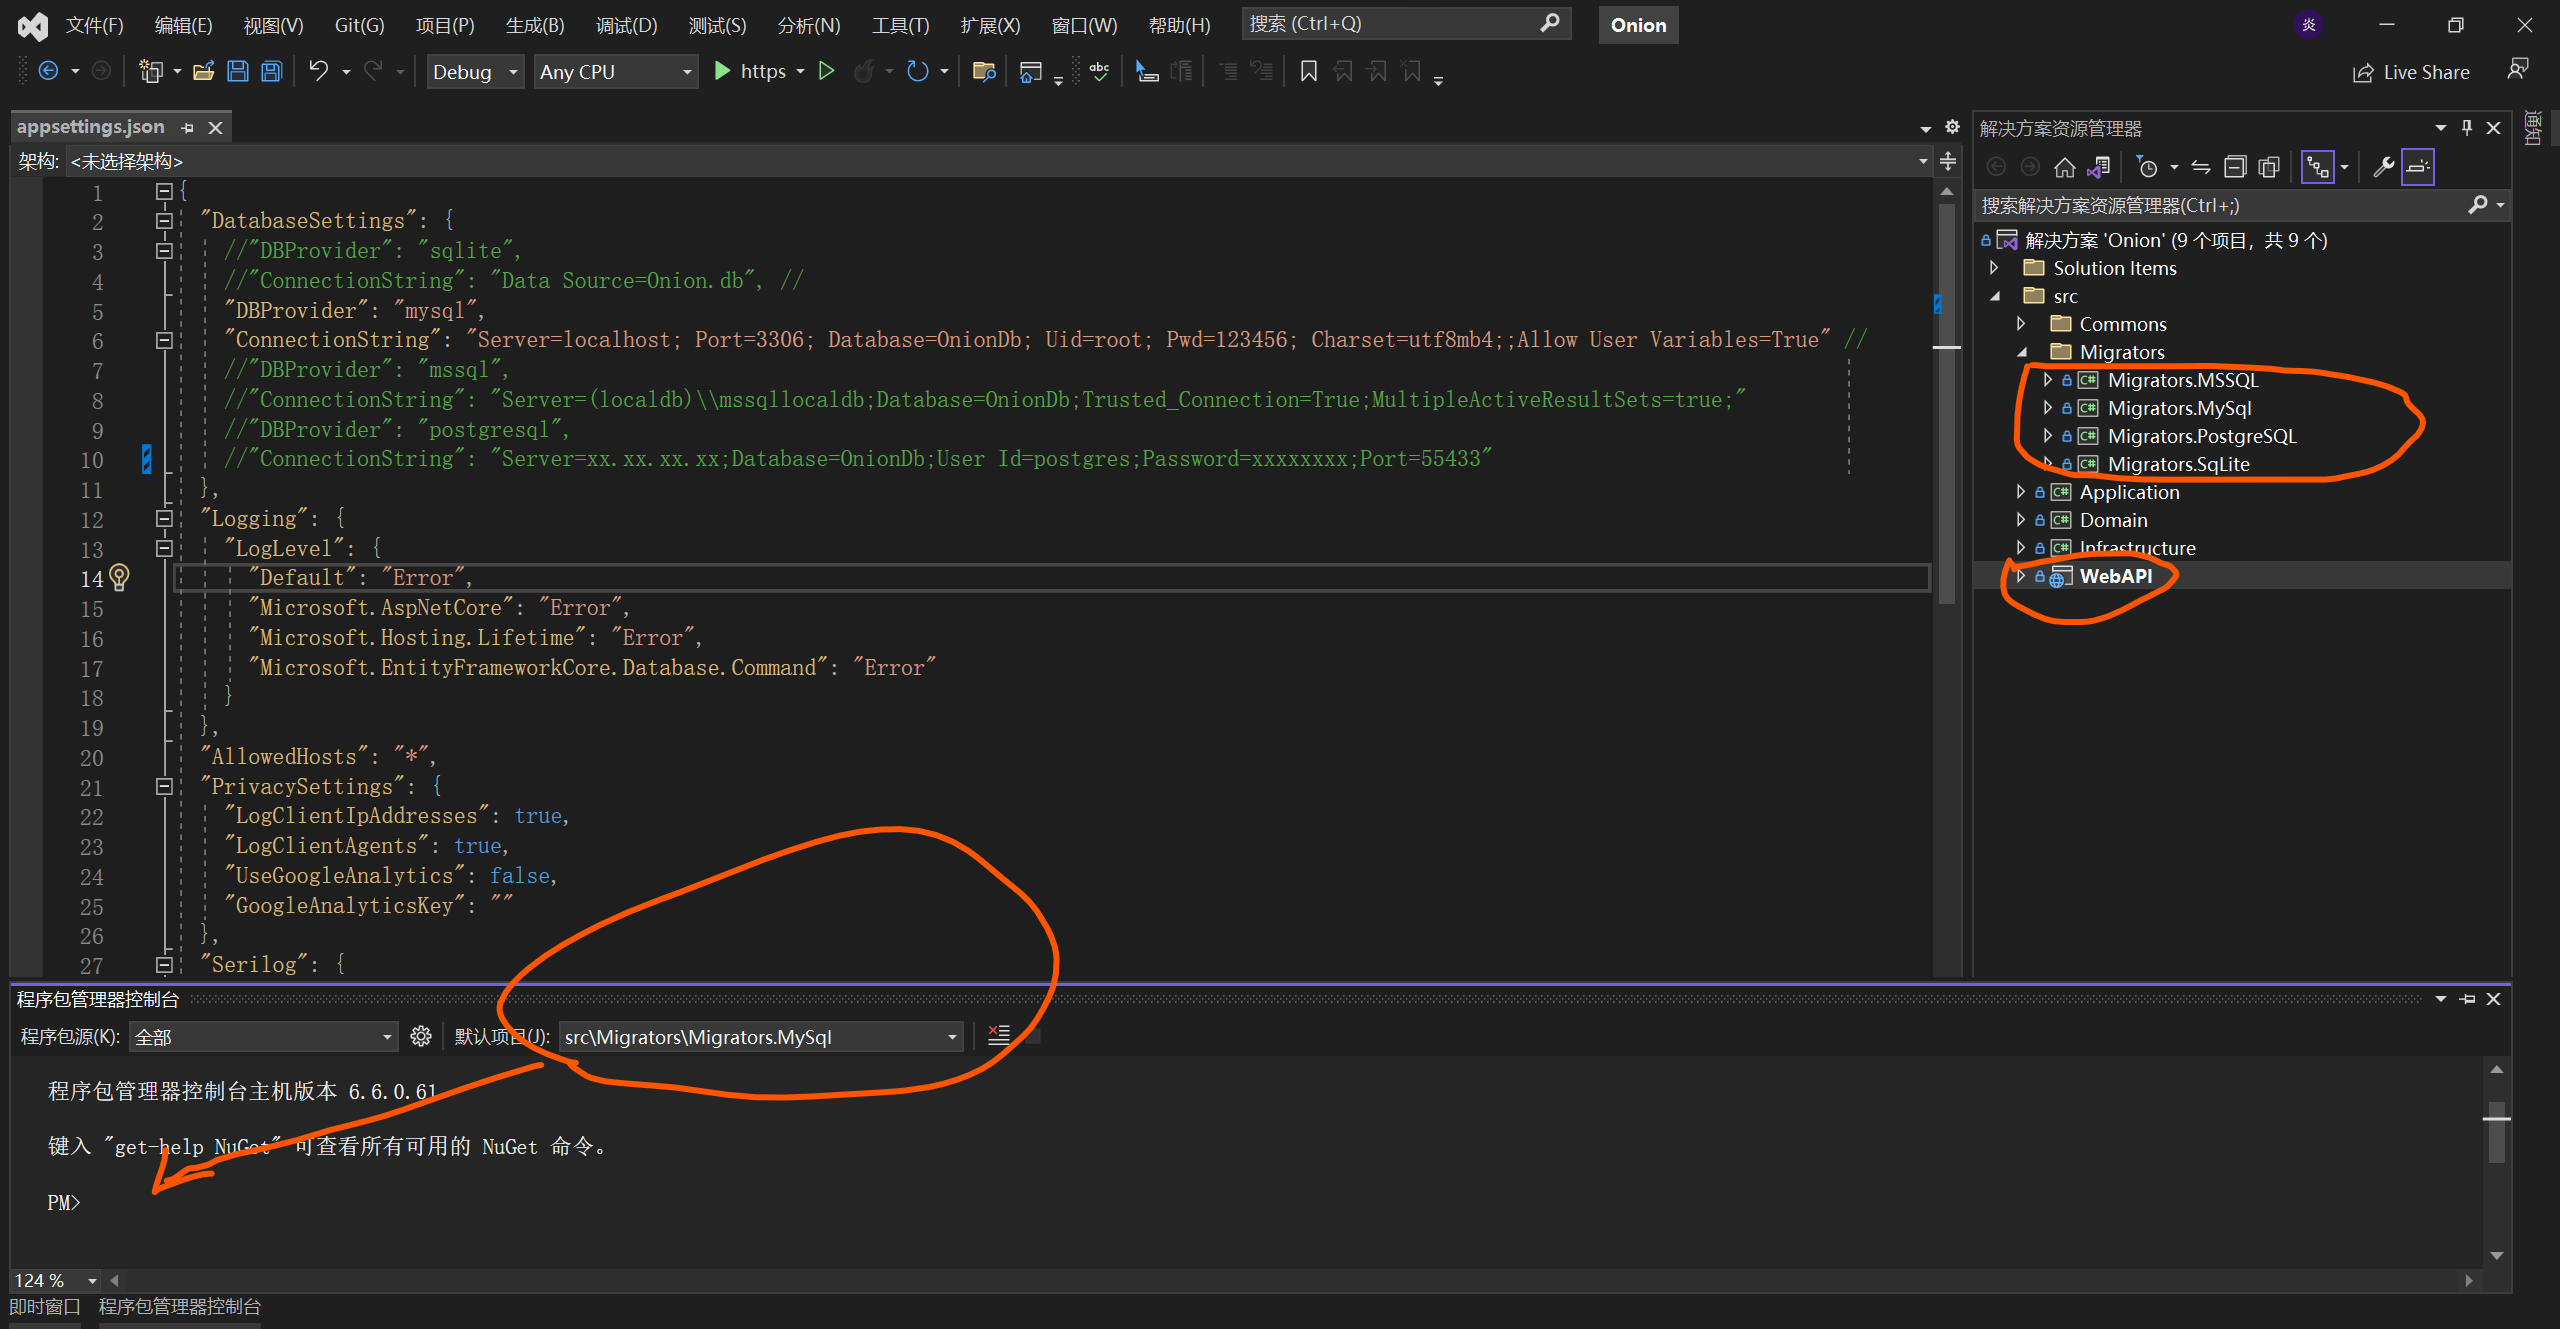 文件(F) 编辑(E) 视图(V) Git(G) 项目(P) 生成(B) 调试(D) 测试(S) 分析(N) 工具(T) 扩展(X) 窗口(W) 帮助(H) 搜索 (Ctrl+Q) Onion 炎
Debug Any CPU https abc Live Share
appsettings.json
架构: <未选择架构>
1 {
2 "DatabaseSettings": {
3 //"DBProvider": "sqlite",
4 //"ConnectionString": "Data Source=Onion.db", //
5 "DBProvider": "mysql",
6 "ConnectionString": "Server=localhost; Port=3306; Database=OnionDb; Uid=root; Pwd=123456; Charset=utf8mb4;;Allow User Variables=True" //
7 //"DBProvider": "mssql",
8 //"ConnectionString": "Server=(localdb)\\mssqllocaldb;Database=OnionDb;Trusted_Connection=True;MultipleActiveResultSets=true;"
9 //"DBProvider": "postgresql",
10 //"ConnectionString": "Server=xx.xx.xx.xx;Database=OnionDb;User Id=postgres;Password=xxxxxxxx;Port=55433"
11 },
12 "Logging": {
13 "LogLevel": {
14 "Default": "Error",
15 "Microsoft.AspNetCore": "Error",
16 "Microsoft.Hosting.Lifetime": "Error",
17 "Microsoft.EntityFrameworkCore.Database.Command": "Error"
18 }
19 },
20 "AllowedHosts": "*",
21 "PrivacySettings": {
22 "LogClientIpAddresses": true,
23 "LogClientAgents": true,
24 "UseGoogleAnalytics": false,
25 "GoogleAnalyticsKey": ""
26 },
27 "Serilog": {
解决方案资源管理器
搜索解决方案资源管理器(Ctrl+;)
解决方案 'Onion' (9 个项目，共 9 个)
Solution Items
src
Commons
Migrators
C# Migrators.MSSQL
C# Migrators.MySql
C# Migrators.PostgreSQL
C# Migrators.SqLite
C# Application
C# Domain
C# Infrastructure
WebAPI
通知
程序包管理器控制台
程序包源(K): 全部 默认项目(J): src\Migrators\Migrators.MySql
程序包管理器控制台主机版本 6.6.0.61
键入 "get-help NuGet" 可查看所有可用的 NuGet 命令。
PM>
124 %
即时窗口 程序包管理器控制台